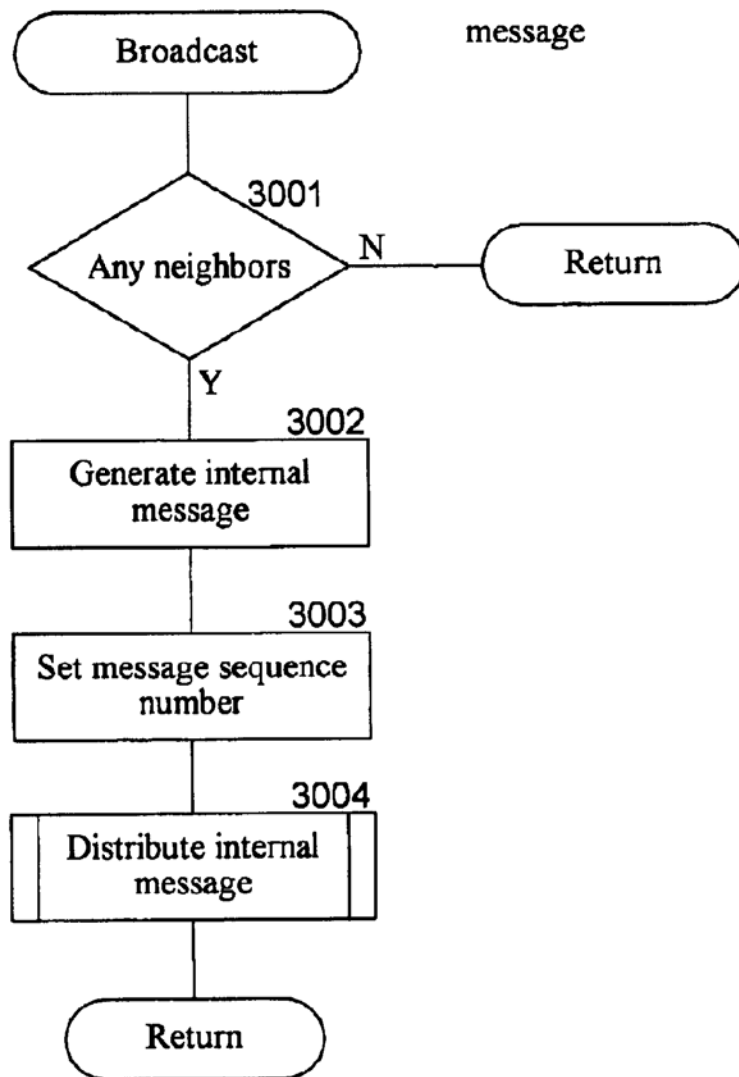 Broadcast
message
3001
Any neighbors
N
Return
Y
3002
Generate internal
message
3003
Set message sequence
number
3004
Distribute internal
message
Return